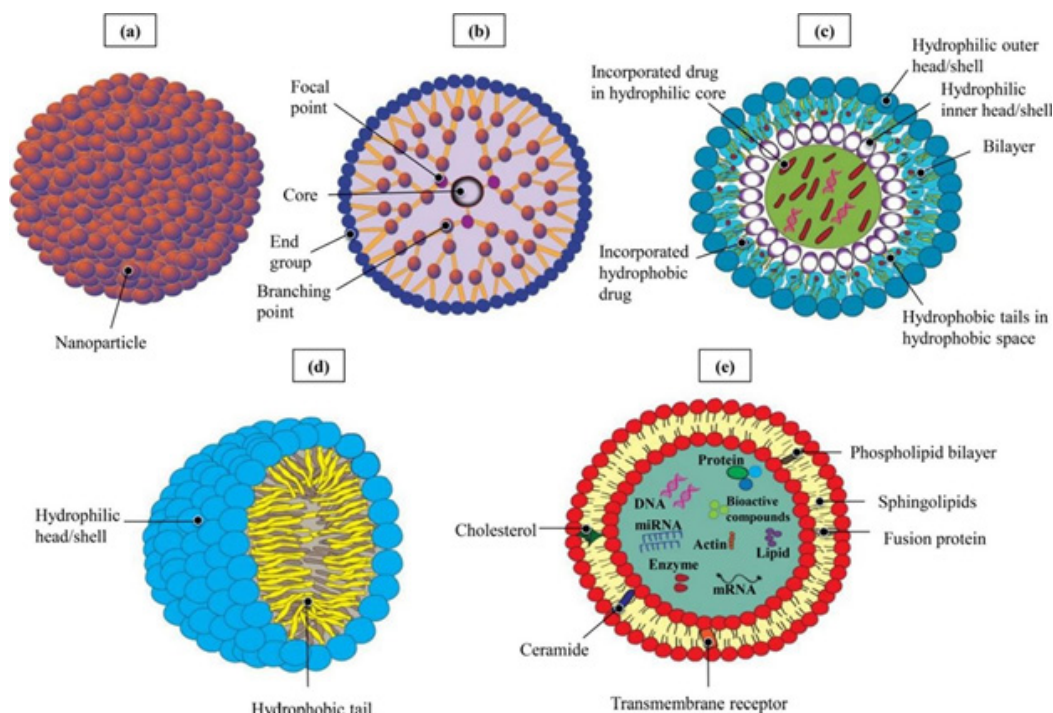 (a)
Nanoparticle
(b)
Focal
point
Core
End
group
Branching
point
(c)
Incorporated drug
in hydrophilic core
Incorporated
hydrophobic
drug
Hydrophilic outer
head/shell
Hydrophilic
inner head/shell
Bilayer
Hydrophobic tails in
hydrophobic space
(d)
Hydrophilic
head/shell
Hydrophobic tail
(e)
Protein
DNA
Bioactive
compounds
miRNA
Actin
Lipid
Enzyme
mRNA
Cholesterol
Ceramide
Transmembrane receptor
Phospholipid bilayer
Sphingolipids
Fusion protein